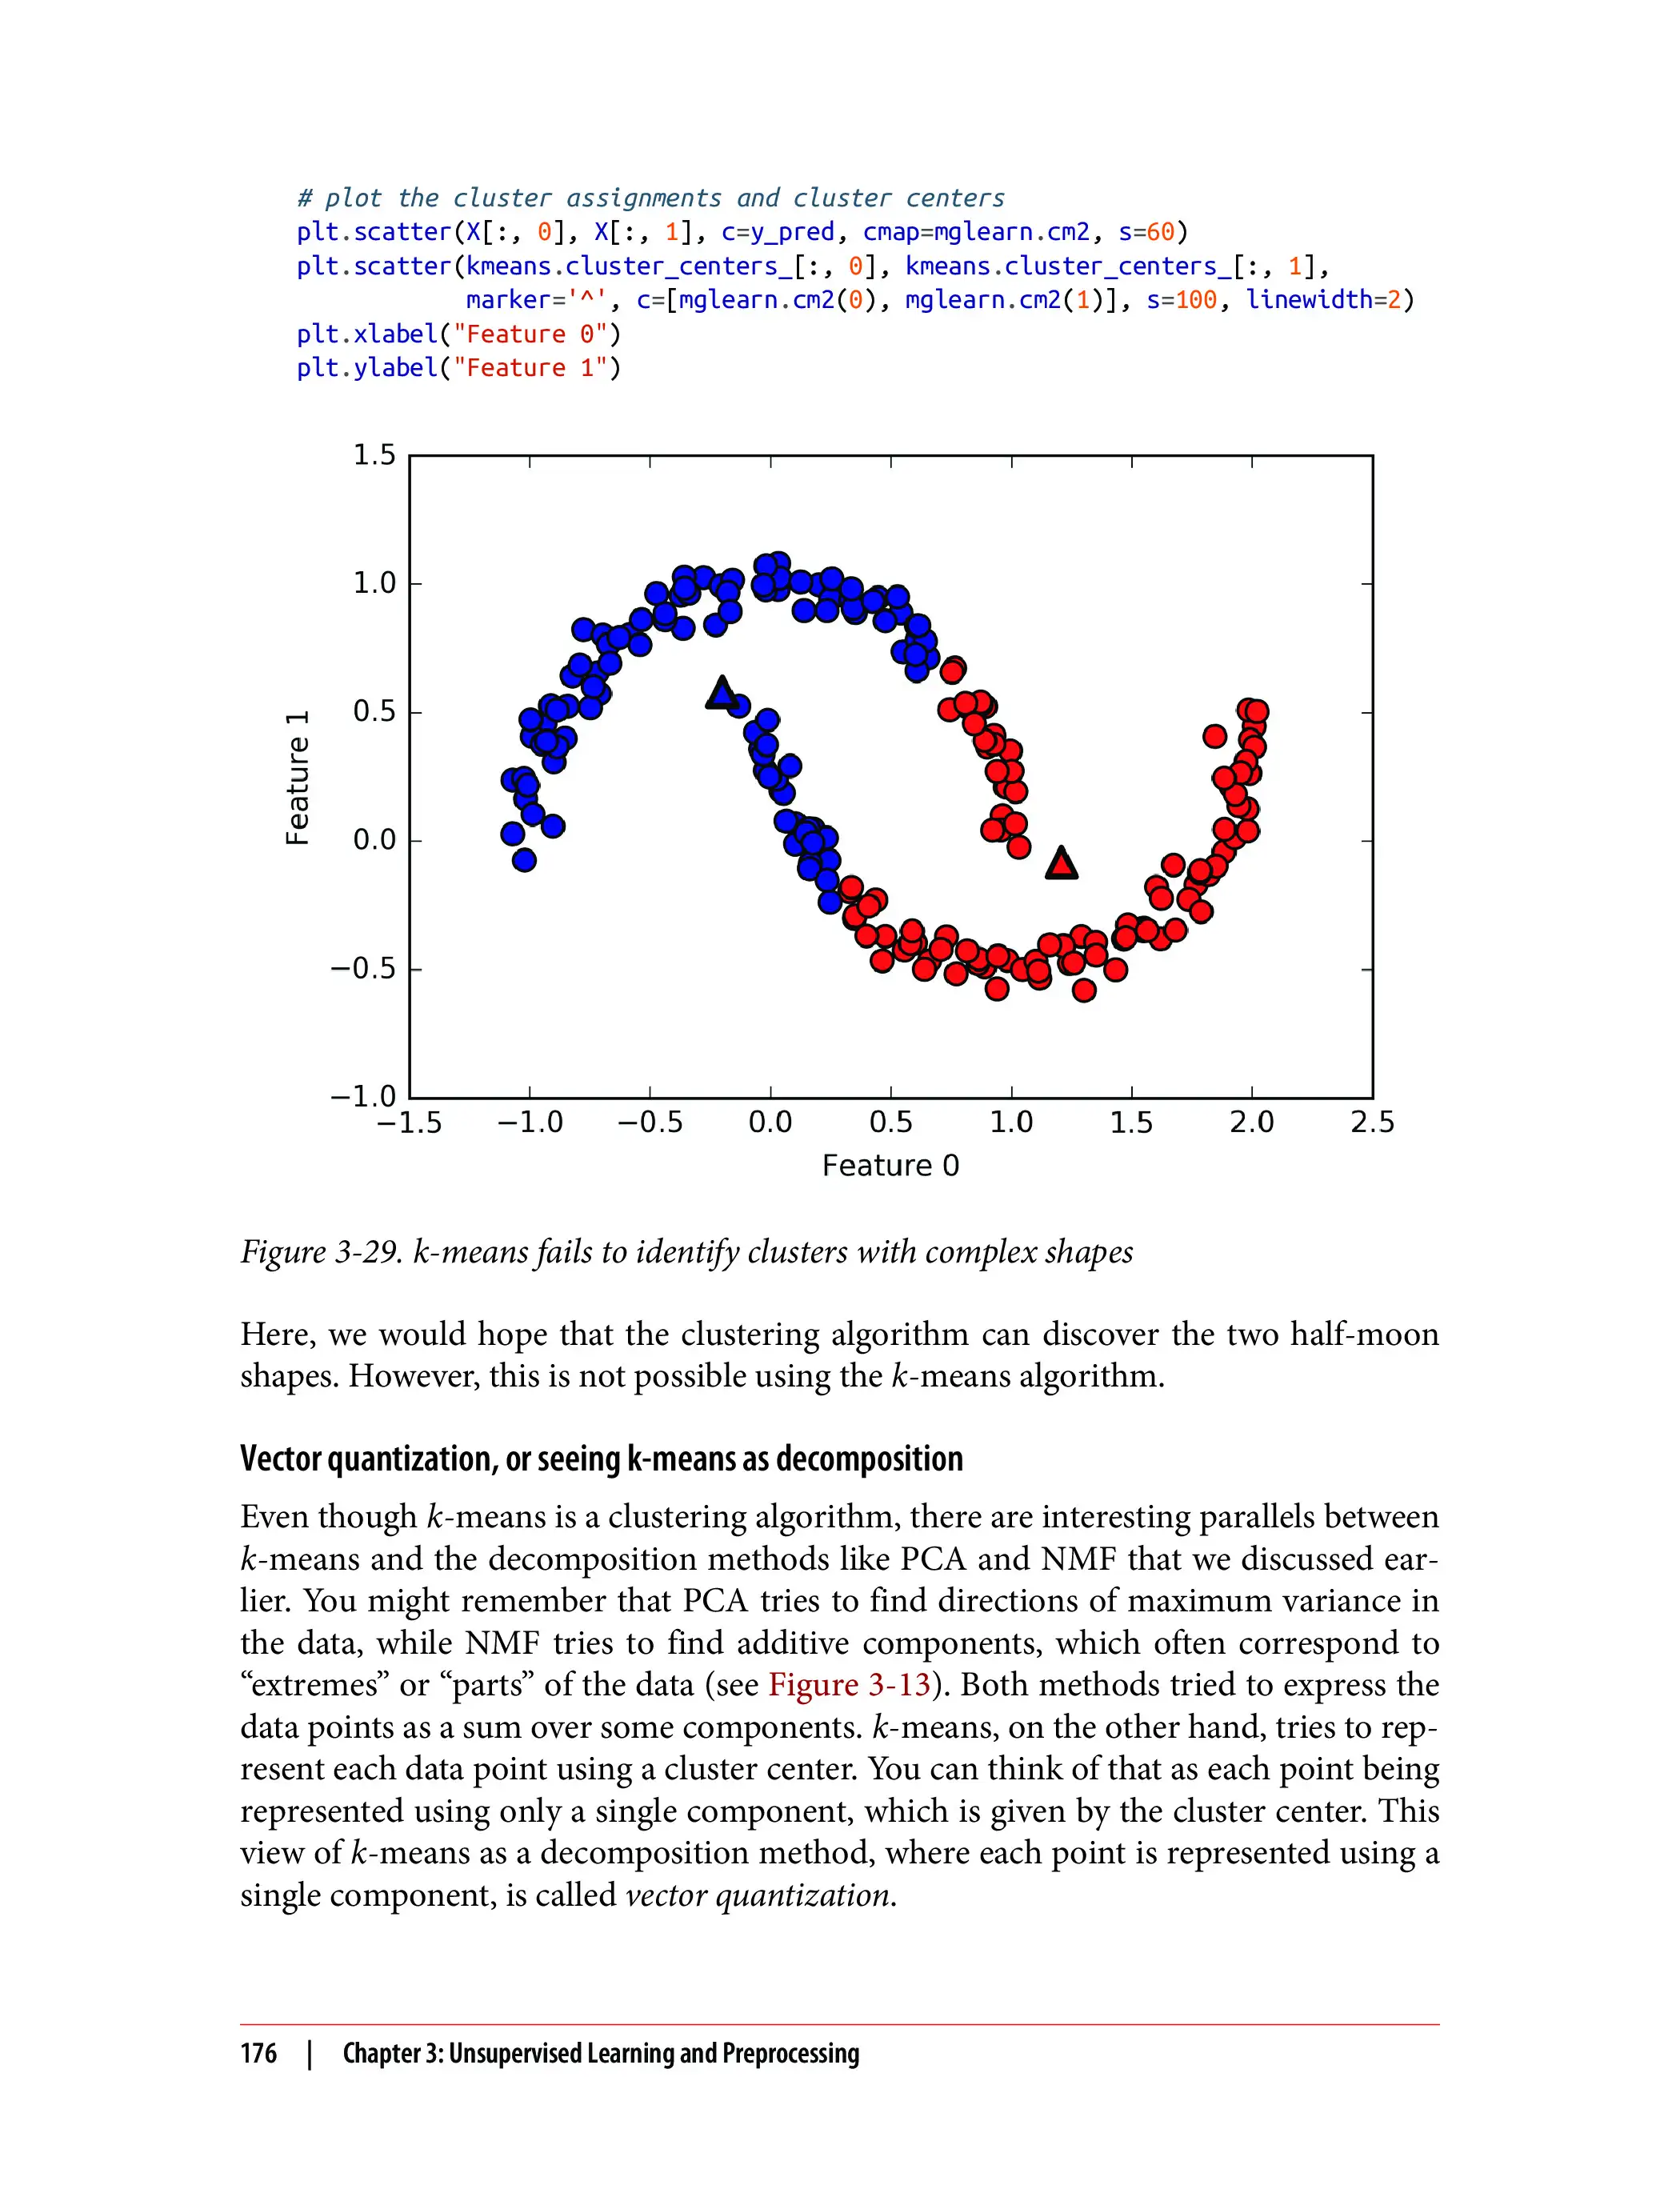 # plot the cluster assignments and cluster centers
plt.scatter(X[:, 0], X[:, 1], c=y_pred, cmap=mglearn.cm2, s=60)
plt.scatter(kmeans.cluster_centers_[:, 0], kmeans.cluster_centers_[:, 1],
            marker='^', c=[mglearn.cm2(0), mglearn.cm2(1)], s=100, linewidth=2)
plt.xlabel("Feature 0")
plt.ylabel("Feature 1")
1.5
1.0
0.5
0.0
−0.5
−1.0
Feature 1
−1.5 −1.0 −0.5 0.0 0.5 1.0 1.5 2.0 2.5
Feature 0
Figure 3-29. k-means fails to identify clusters with complex shapes
Here, we would hope that the clustering algorithm can discover the two half-moon
shapes. However, this is not possible using the k-means algorithm.
Vector quantization, or seeing k-means as decomposition
Even though k-means is a clustering algorithm, there are interesting parallels between
k-means and the decomposition methods like PCA and NMF that we discussed ear-
lier. You might remember that PCA tries to find directions of maximum variance in
the data, while NMF tries to find additive components, which often correspond to
“extremes” or “parts” of the data (see Figure 3-13). Both methods tried to express the
data points as a sum over some components. k-means, on the other hand, tries to rep-
resent each data point using a cluster center. You can think of that as each point being
represented using only a single component, which is given by the cluster center. This
view of k-means as a decomposition method, where each point is represented using a
single component, is called vector quantization.
176 | Chapter 3: Unsupervised Learning and Preprocessing